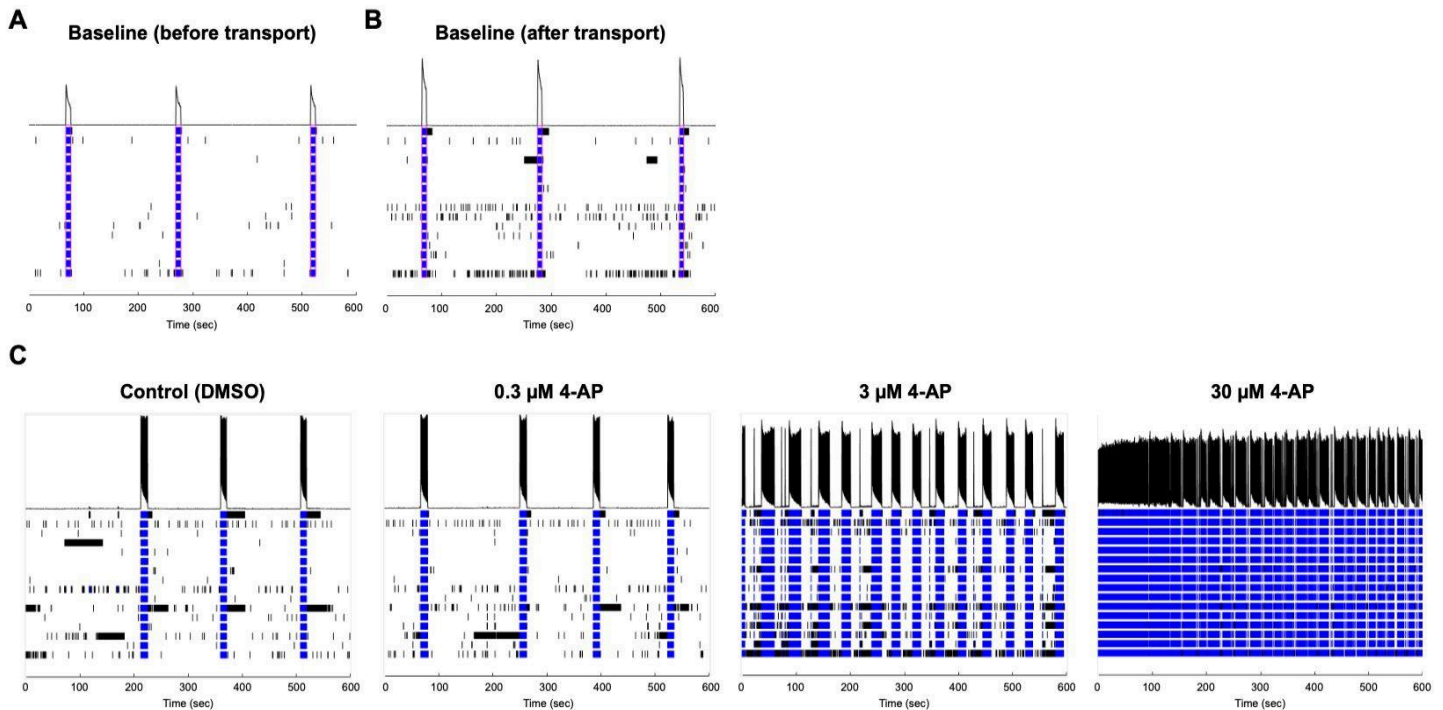 A
Baseline (before transport)
0 100 200 300 400 500 600
Time (sec)
B
Baseline (after transport)
0 100 200 300 400 500 600
Time (sec)
C
Control (DMSO)
0 100 200 300 400 500 600
Time (sec)
0.3 µM 4-AP
0 100 200 300 400 500 600
Time (sec)
3 µM 4-AP
0 100 200 300 400 500 600
Time (sec)
30 µM 4-AP
0 100 200 300 400 500 600
Time (sec)